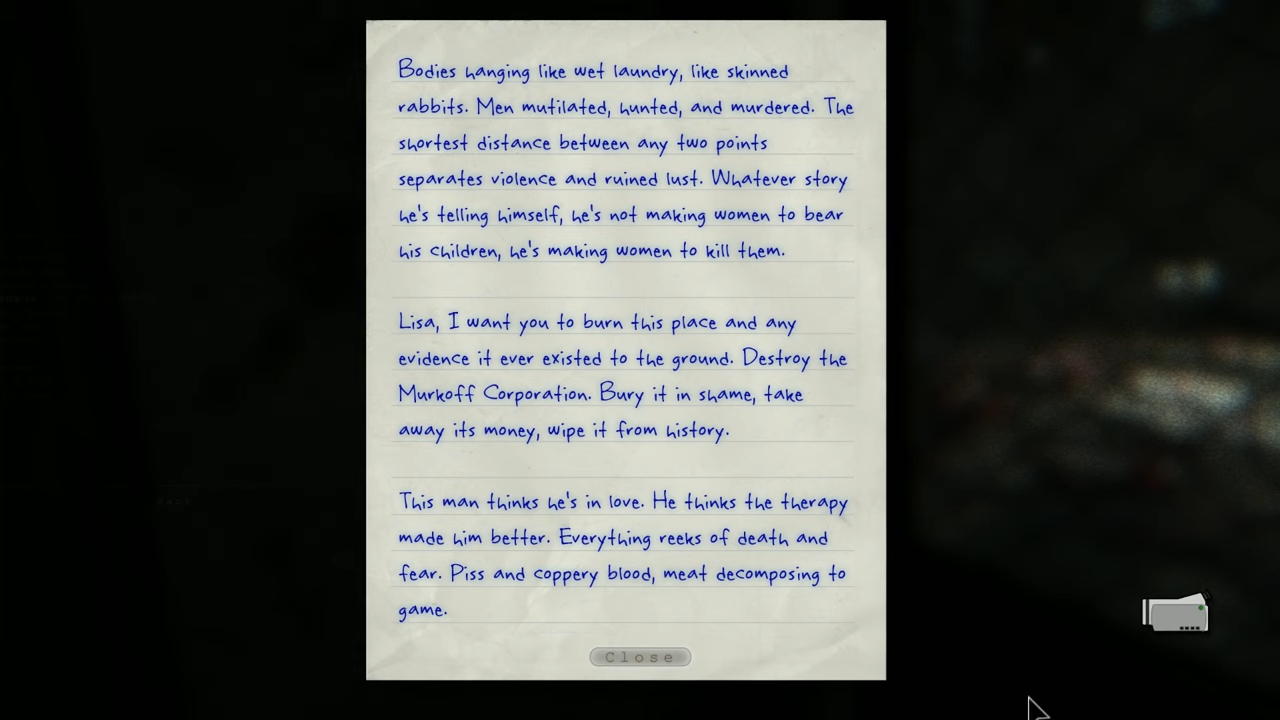 Bodies hanging like wet laundry, like skinned
rabbits. Men mutilated, hunted, and murdered. The
shortest distance between any two points
separates violence and ruined lust. Whatever story
he's telling himself, he's not making women to bear
his children, he's making women to kill them.
Lisa, I want you to burn this place and any
evidence it ever existed to the ground. Destroy the
Murkoff Corporation. Bury it in shame, take
away its money, wipe it from history.
This man thinks he's in love. He thinks the therapy
made him better. Everything reeks of death and
fear. Piss and coppery blood, meat decomposing to
game.
Close